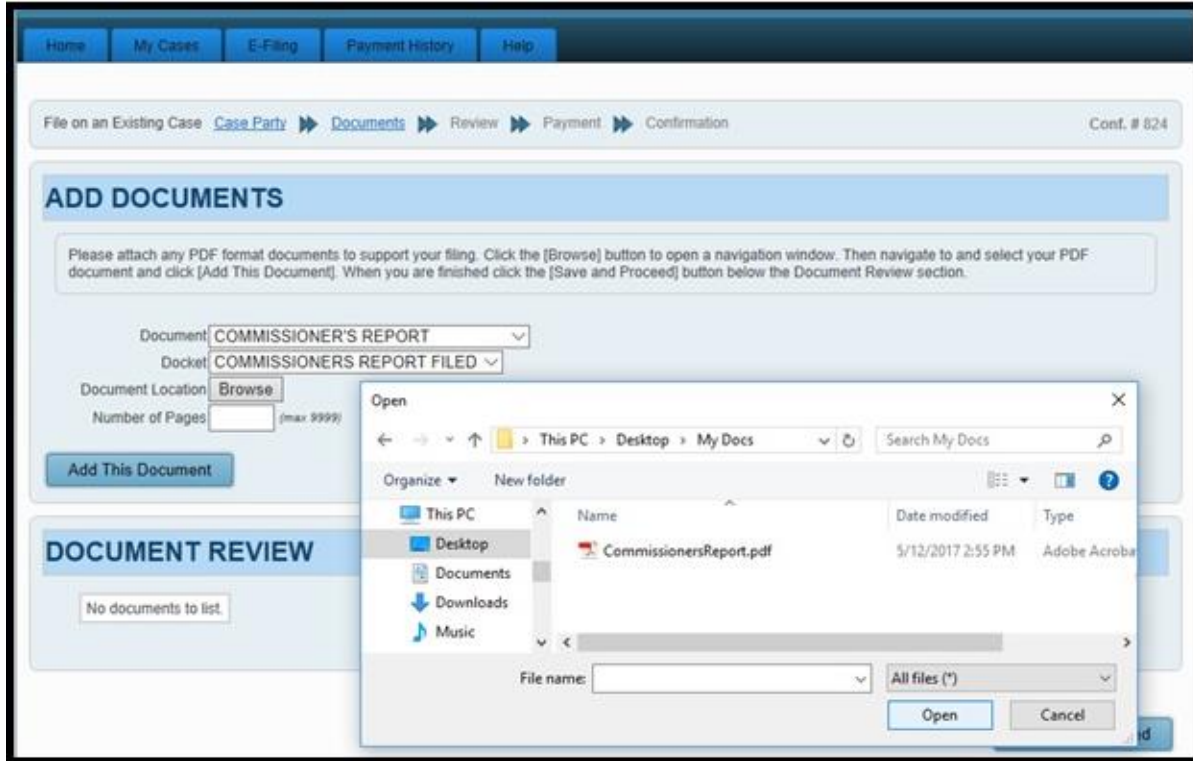 Home My Cases E-Filing Payment History Help
File on an Existing Case Case Party Documents Review Payment Confirmation Conf. # 824
ADD DOCUMENTS
Please attach any PDF format documents to support your filing. Click the [Browse] button to open a navigation window. Then navigate to and select your PDF
document and click [Add This Document]. When you are finished click the [Save and Proceed] button below the Document Review section.
Document COMMISSIONER'S REPORT
Docket COMMISSIONERS REPORT FILED
Document Location Browse
Number of Pages (max 9999)
Add This Document
DOCUMENT REVIEW
No documents to list.
Open
This PC > Desktop > My Docs Search My Docs
Organize New folder
This PC
Desktop
Documents
Downloads
Music
Name Date modified Type
CommissionersReport.pdf 5/12/2017 2:55 PM Adobe Acroba
File name: All files (*)
Open Cancel
d